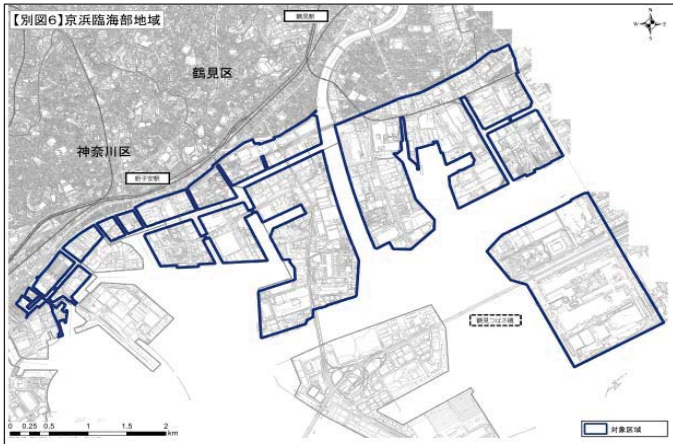 【別図6】京浜臨海部地域
鶴見駅
N
W
E
S
鶴見区
神奈川区
新子安駅
鶴見つばさ橋
0 0.25 0.5 1 1.5 2
km
対象区域